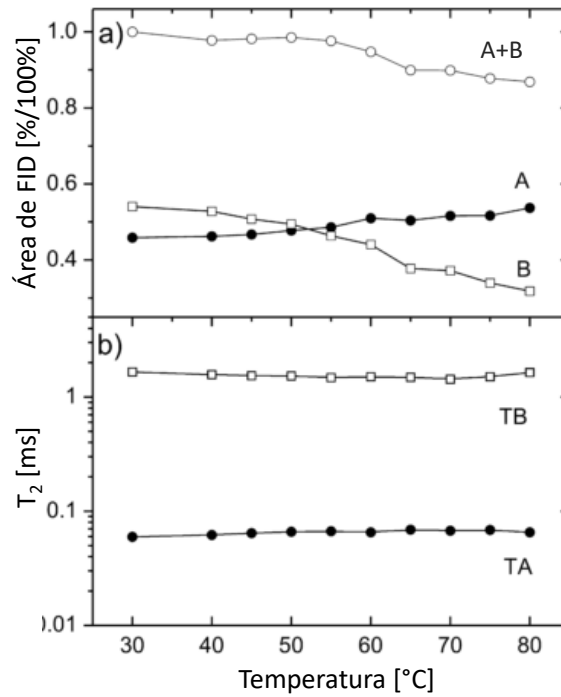 a)
1.0
0.8
0.6
0.4
Área de FID [%/100%]
A+B
A
B
b)
1
0.1
0.01
T₂ [ms]
TB
TA
30 40 50 60 70 80
Temperatura [°C]